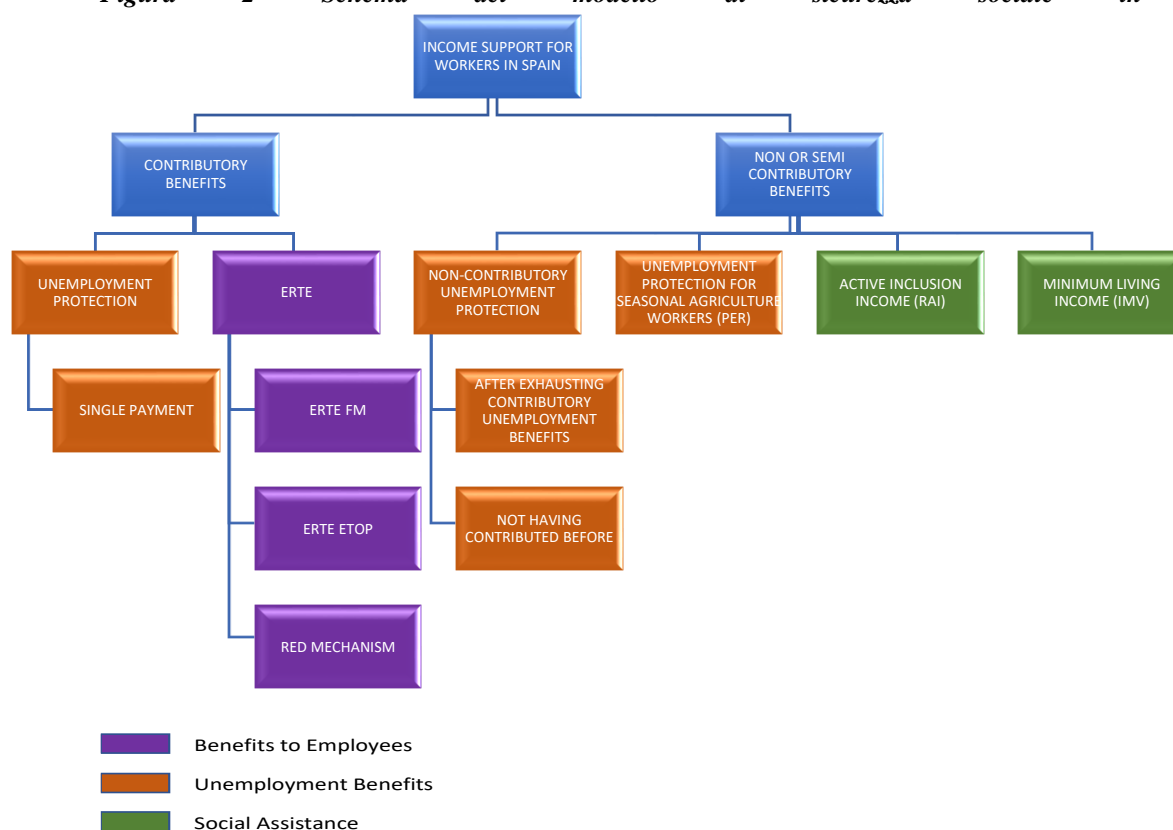 Figura 2 Schema del modello di sicurezza sociale in
INCOME SUPPORT FOR
WORKERS IN SPAIN
CONTRIBUTORY
BENEFITS
NON OR SEMI
CONTRIBUTORY
BENEFITS
UNEMPLOYMENT
PROTECTION
ERTE
NON-CONTRIBUTORY
UNEMPLOYMENT
PROTECTION
UNEMPLOYMENT
PROTECTION FOR
SEASONAL AGRICULTURE
WORKERS (PER)
ACTIVE INCLUSION
INCOME (RAI)
MINIMUM LIVING
INCOME (IMV)
SINGLE PAYMENT
ERTE FM
AFTER EXHAUSTING
CONTRIBUTORY
UNEMPLOYMENT
BENEFITS
ERTE ETOP
NOT HAVING
CONTRIBUTED BEFORE
RED MECHANISM
Benefits to Employees
Unemployment Benefits
Social Assistance